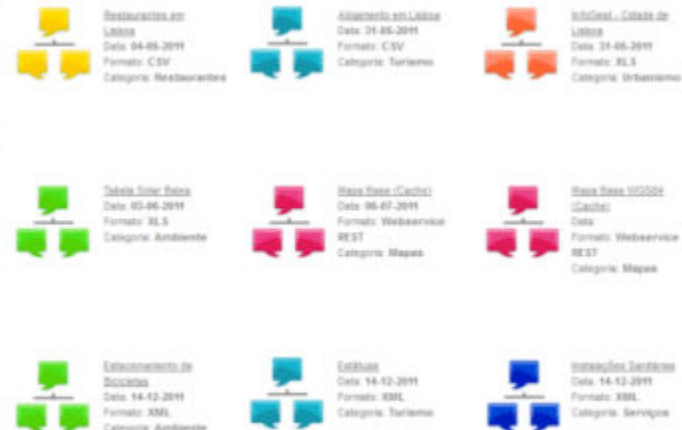 Restaurantes em
Lisboa
Data: 04-05-2011
Formato: CSV
Categoria: Restaurantes
Alojamento em Lisboa
Data: 31-05-2011
Formato: CSV
Categoria: Turismo
InfoGest - Cidade de
Lisboa
Data: 31-05-2011
Formato: XLS
Categoria: Urbanismo
Tabela Solar Baixa
Data: 03-06-2011
Formato: XLS
Categoria: Ambiente
Mapa Base (Cache)
Data: 06-07-2011
Formato: Webservice
REST
Categoria: Mapas
Mapa Base WGS84
(Cache)
Data:
Formato: Webservice
REST
Categoria: Mapas
Estacionamento de
Bicicletas
Data: 14-12-2011
Formato: XML
Categoria: Ambiente
Estátuas
Data: 14-12-2011
Formato: XML
Categoria: Turismo
Instalações Sanitárias
Data: 14-12-2011
Formato: XML
Categoria: Serviços